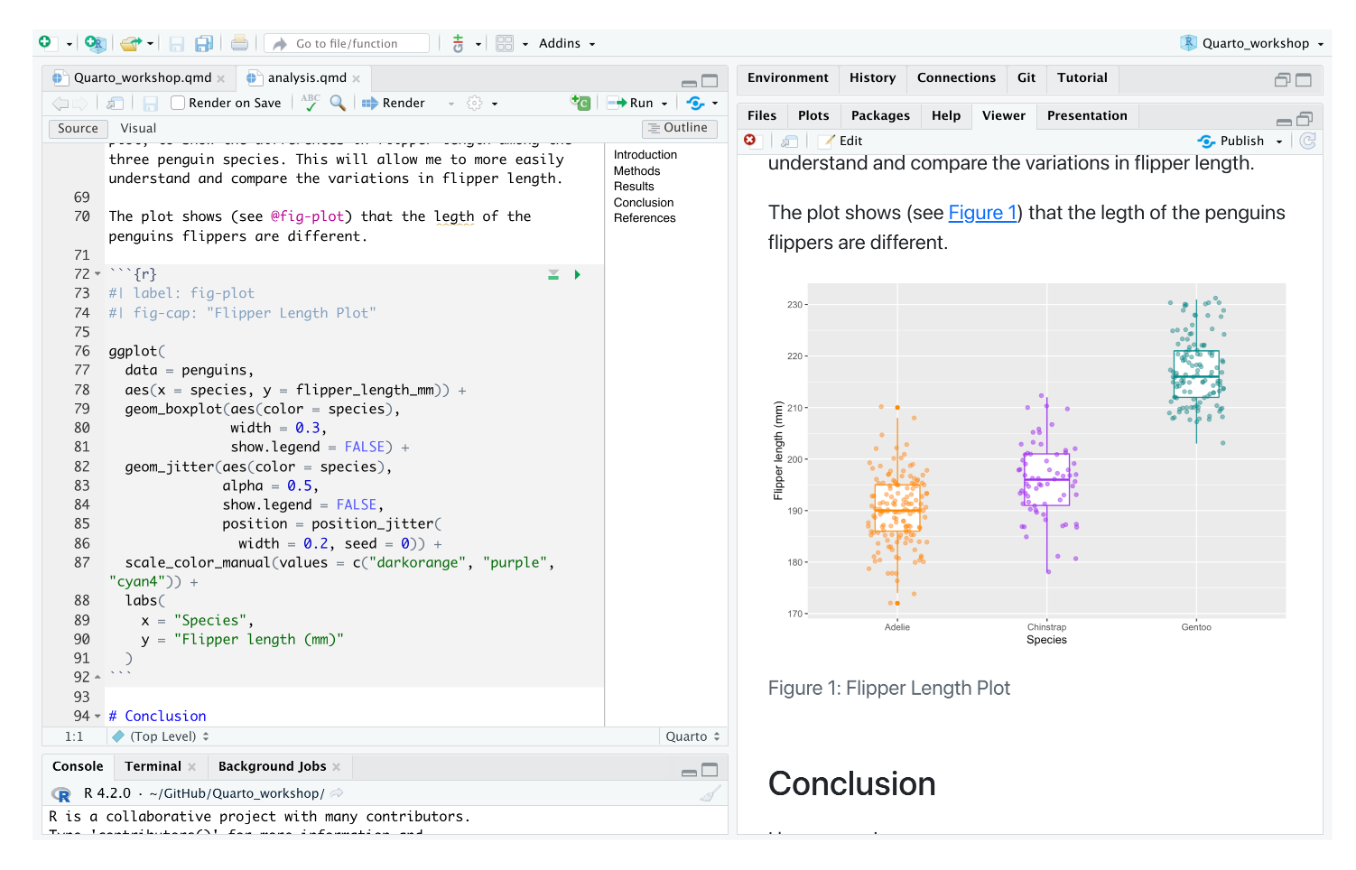 Go to file/function
Addins
Quarto_workshop
Quarto_workshop.qmd
analysis.qmd
Render on Save
ABC
Render
Run
Source
Visual
Outline
three penguin species. This will allow me to more easily
understand and compare the variations in flipper length.
69
70 The plot shows (see @fig-plot) that the legth of the
penguins flippers are different.
71
72 ```{r}
73 #| label: fig-plot
74 #| fig-cap: "Flipper Length Plot"
75
76 ggplot(
77 data = penguins,
78 aes(x = species, y = flipper_length_mm)) +
79 geom_boxplot(aes(color = species),
80 width = 0.3,
81 show.legend = FALSE) +
82 geom_jitter(aes(color = species),
83 alpha = 0.5,
84 show.legend = FALSE,
85 position = position_jitter(
86 width = 0.2, seed = 0)) +
87 scale_color_manual(values = c("darkorange", "purple",
"cyan4")) +
88 labs(
89 x = "Species",
90 y = "Flipper length (mm)"
91 )
92 ```
93
94 # Conclusion
Introduction
Methods
Results
Conclusion
References
1:1 (Top Level) Quarto
Console Terminal Background Jobs
R 4.2.0 · ~/GitHub/Quarto_workshop/
R is a collaborative project with many contributors.
Environment History Connections Git Tutorial
Files Plots Packages Help Viewer Presentation
Edit
Publish
understand and compare the variations in flipper length.
The plot shows (see Figure 1) that the legth of the penguins
flippers are different.
Flipper length (mm)
230
220
210
200
190
180
170
Adelie Chinstrap Gentoo
Species
Figure 1: Flipper Length Plot
Conclusion